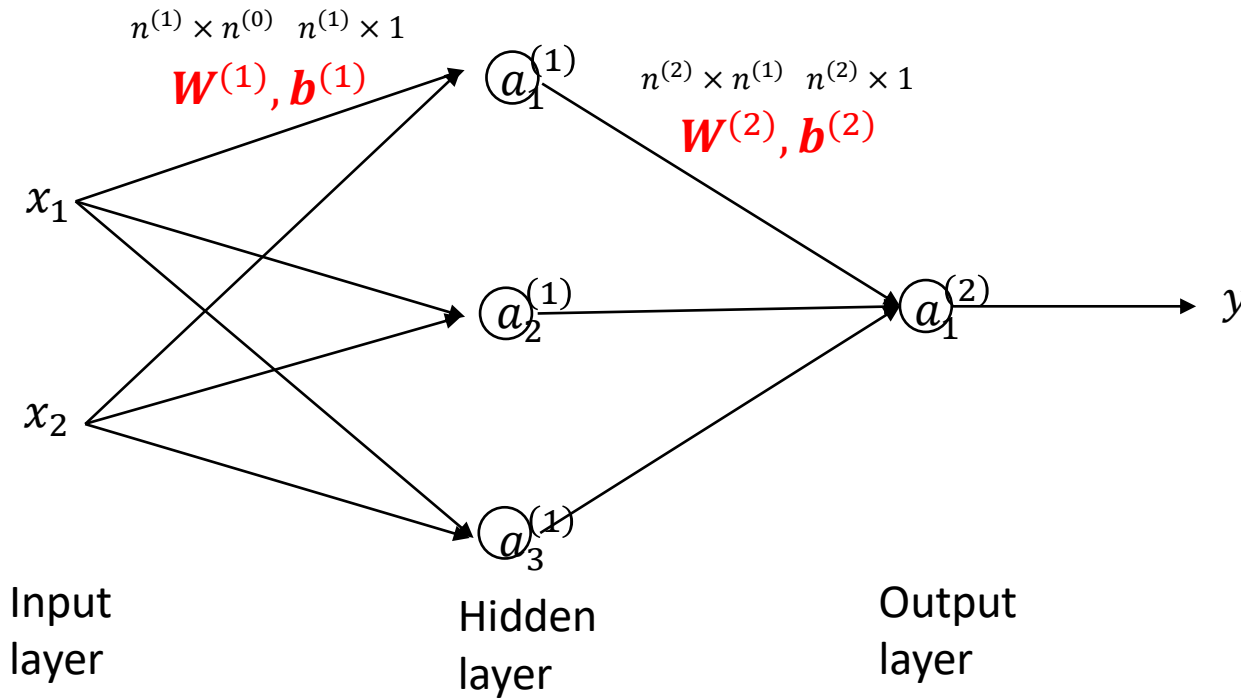 n^(1) × n^(0) n^(1) × 1
W^(1), b^(1)
a_1^(1)
n^(2) × n^(1) n^(2) × 1
W^(2), b^(2)
x_1
a_2^(1)
a_1^(2)
y
x_2
a_3^(1)
Input
layer
Hidden
layer
Output
layer